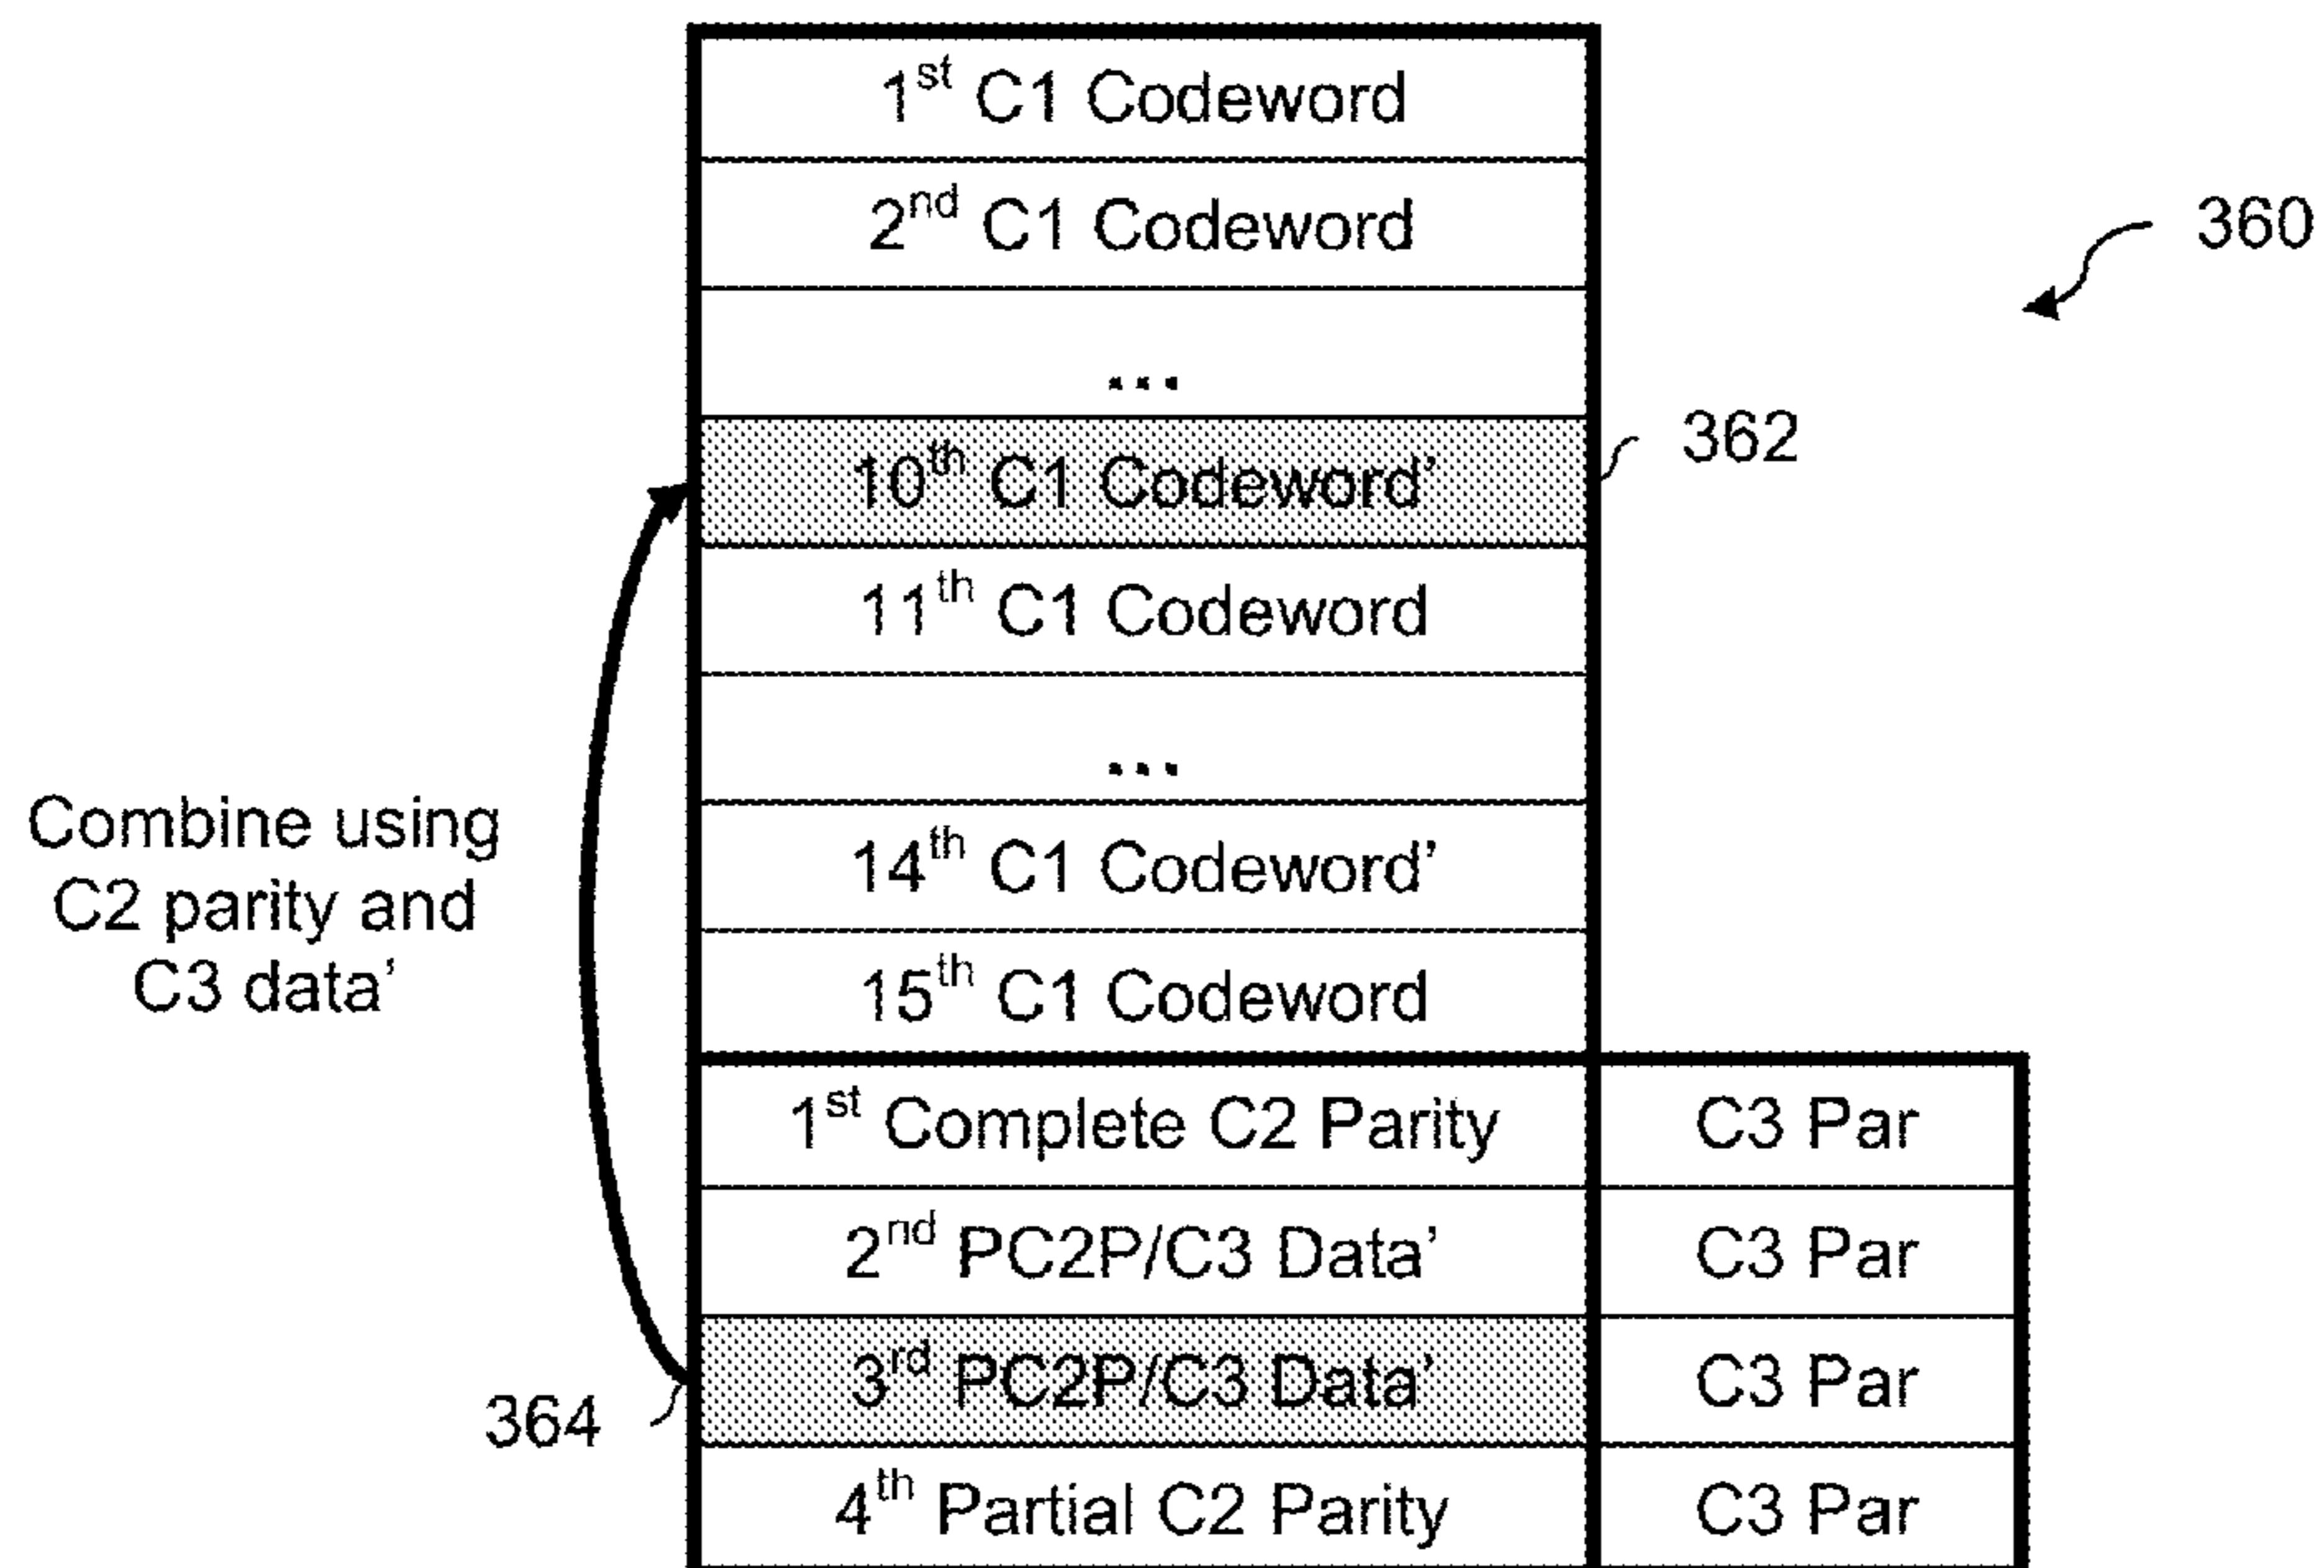 1st C1 Codeword
2nd C1 Codeword
360
...
10th C1 Codeword’
362
11th C1 Codeword
...
14th C1 Codeword’
15th C1 Codeword
Combine using
C2 parity and
C3 data’
1st Complete C2 Parity C3 Par
2nd PC2P/C3 Data’ C3 Par
3rd PC2P/C3 Data’ C3 Par
364
4th Partial C2 Parity C3 Par